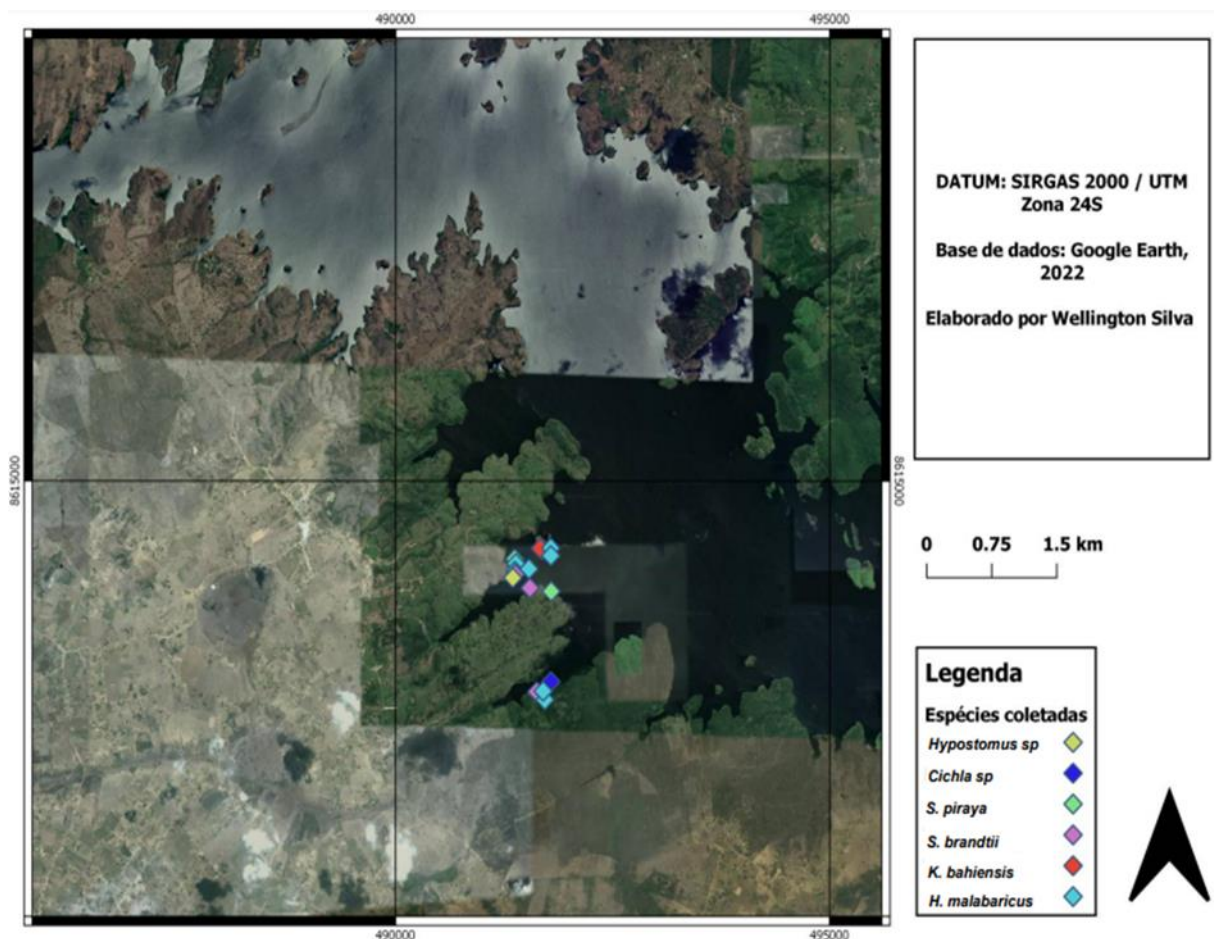 490000
495000
8615000
8615000
490000
495000
DATUM: SIRGAS 2000 / UTM
Zona 24S
Base de dados: Google Earth,
2022
Elaborado por Wellington Silva
0 0.75 1.5 km
Legenda
Espécies coletadas
Hypostomus sp
Cichla sp
S. piraya
S. brandtii
K. bahiensis
H. malabaricus